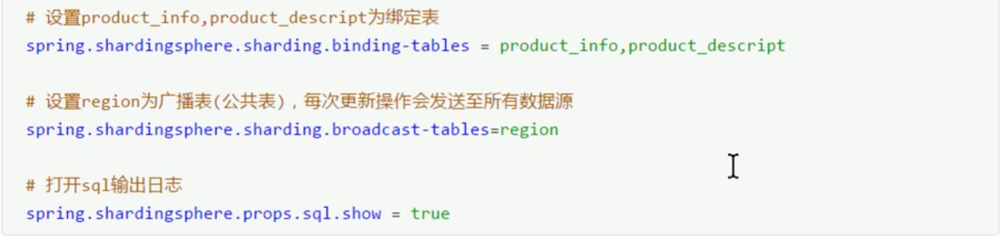 # 设置product_info,product_descript为绑定表
spring.shardingsphere.sharding.binding-tables = product_info,product_descript
# 设置region为广播表(公共表)，每次更新操作会发送至所有数据源
spring.shardingsphere.sharding.broadcast-tables=region
# 打开sql输出日志
spring.shardingsphere.props.sql.show = true